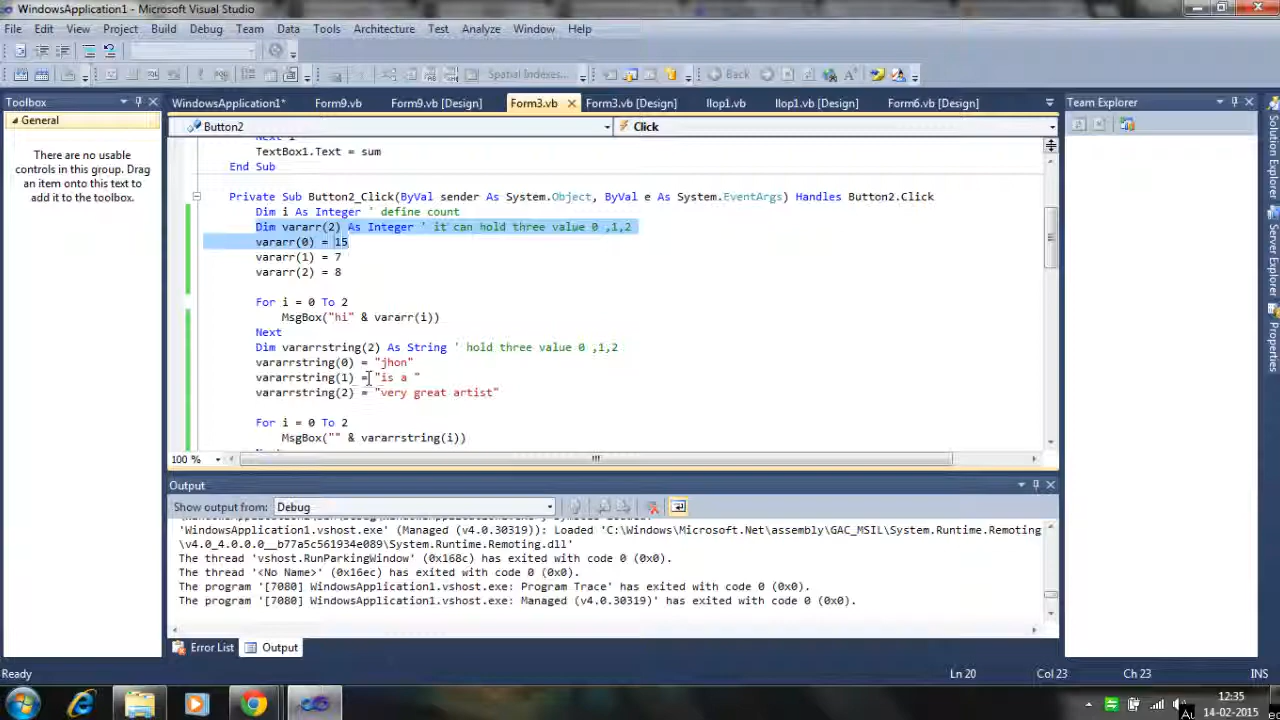 WindowsApplication1 - Microsoft Visual Studio
File Edit View Project Build Debug Team Data Tools Architecture Test Analyze Window Help
Spatial Indexes... Back
Toolbox
General
There are no usable
controls in this group. Drag
an item onto this text to
add it to the toolbox.
WindowsApplication1* Form9.vb Form9.vb [Design] Form3.vb Form3.vb [Design] llop1.vb llop1.vb [Design] Form6.vb [Design]
Button2 Click
Next i
TextBox1.Text = sum
End Sub
Private Sub Button2_Click(ByVal sender As System.Object, ByVal e As System.EventArgs) Handles Button2.Click
Dim i As Integer ' define count
Dim vararr(2) As Integer ' it can hold three value 0 ,1,2
vararr(0) = 15
vararr(1) = 7
vararr(2) = 8
For i = 0 To 2
MsgBox("hi" & vararr(i))
Next
Dim vararrstring(2) As String ' hold three value 0 ,1,2
vararrstring(0) = "jhon"
vararrstring(1) = "is a "
vararrstring(2) = "very great artist"
For i = 0 To 2
MsgBox("" & vararrstring(i))
100 %
Output
Show output from: Debug
'WindowsApplication1.vshost.exe' (Managed (v4.0.30319)): Loaded 'C:\Windows\Microsoft.Net\assembly\GAC_MSIL\System.Runtime.Remoting
\v4.0_4.0.0.0__b77a5c561934e089\System.Runtime.Remoting.dll'
The thread 'vshost.RunParkingWindow' (0x168c) has exited with code 0 (0x0).
The thread '<No Name>' (0x16ec) has exited with code 0 (0x0).
The program '[7080] WindowsApplication1.vshost.exe: Program Trace' has exited with code 0 (0x0).
The program '[7080] WindowsApplication1.vshost.exe: Managed (v4.0.30319)' has exited with code 0 (0x0).
Error List Output
Team Explorer
Solution Explorer
Server Explorer
Properties
Ready Ln 20 Col 23 Ch 23 INS
12:35
14-02-2015